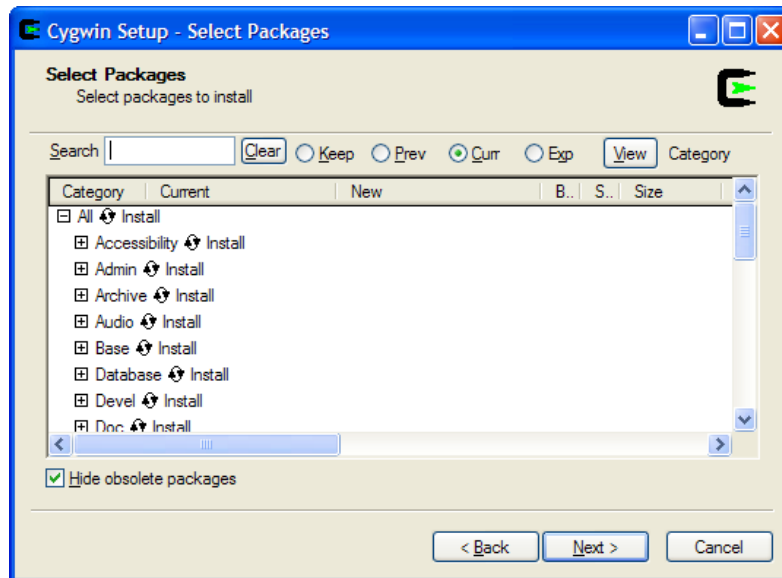 Cygwin Setup - Select Packages
Select Packages
Select packages to install
Search Clear Keep Prev Curr Exp View Category
Category Current New B.. S.. Size
All Install
Accessibility Install
Admin Install
Archive Install
Audio Install
Base Install
Database Install
Devel Install
Doc Install
Hide obsolete packages
< Back Next > Cancel